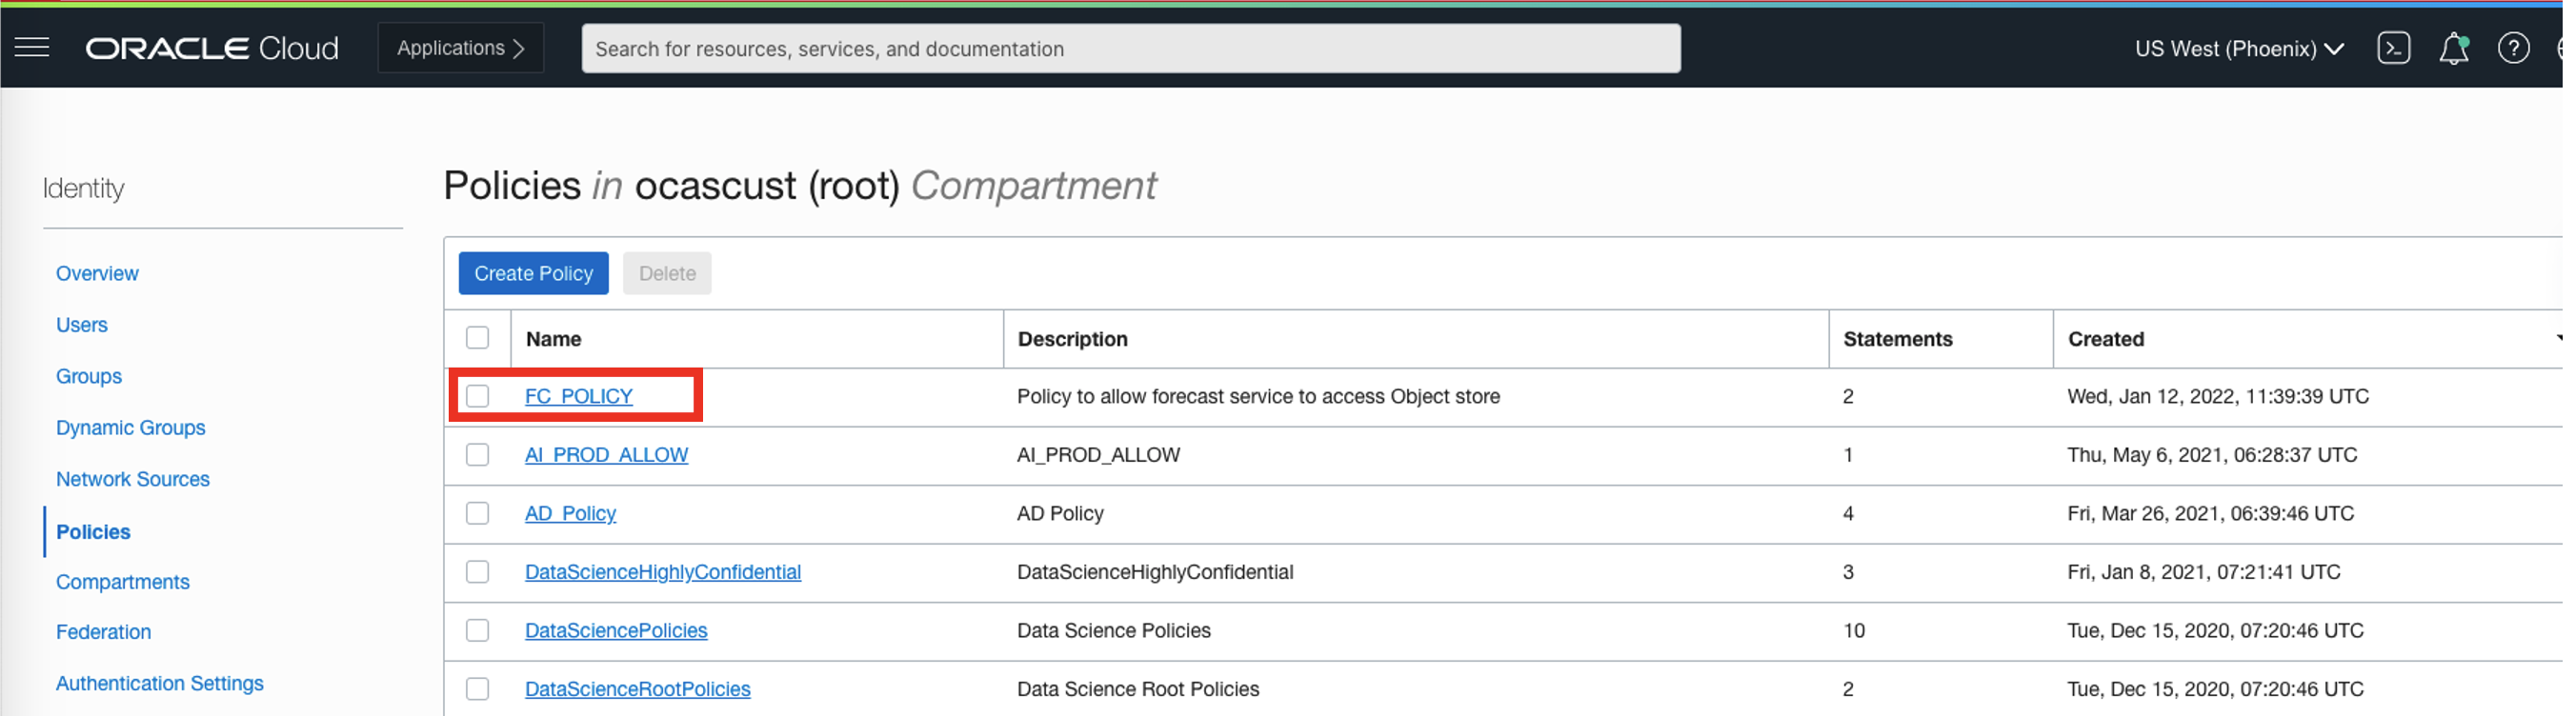 ORACLE Cloud
Applications
Search for resources, services, and documentation
US West (Phoenix)
Identity
Overview
Users
Groups
Dynamic Groups
Network Sources
Policies
Compartments
Federation
Authentication Settings
Policies in ocascust (root) Compartment
Create Policy Delete
Name Description Statements Created
FC_POLICY Policy to allow forecast service to access Object store 2 Wed, Jan 12, 2022, 11:39:39 UTC
AI_PROD_ALLOW AI_PROD_ALLOW 1 Thu, May 6, 2021, 06:28:37 UTC
AD_Policy AD Policy 4 Fri, Mar 26, 2021, 06:39:46 UTC
DataScienceHighlyConfidential DataScienceHighlyConfidential 3 Fri, Jan 8, 2021, 07:21:41 UTC
DataSciencePolicies Data Science Policies 10 Tue, Dec 15, 2020, 07:20:46 UTC
DataScienceRootPolicies Data Science Root Policies 2 Tue, Dec 15, 2020, 07:20:46 UTC